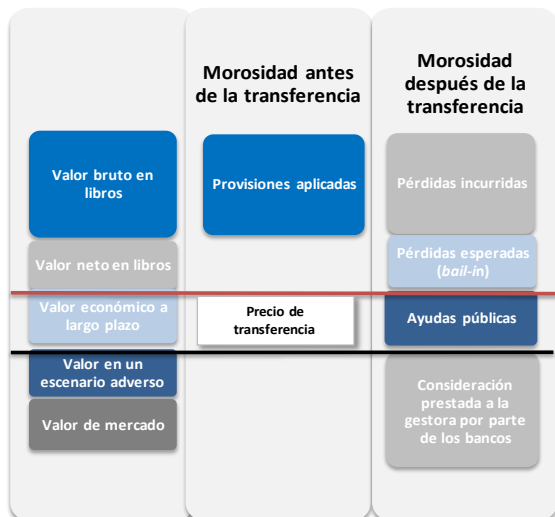 Valor bruto en
libros
Valor neto en libros
Valor económico a
largo plazo
Valor en un
escenario adverso
Valor de mercado
Morosidad antes
de la transferencia
Provisiones aplicadas
Precio de
transferencia
Morosidad
después de la
transferencia
Pérdidas incurridas
Pérdidas esperadas
(bail-in)
Ayudas públicas
Consideración
prestada a la
gestora por parte
de los bancos